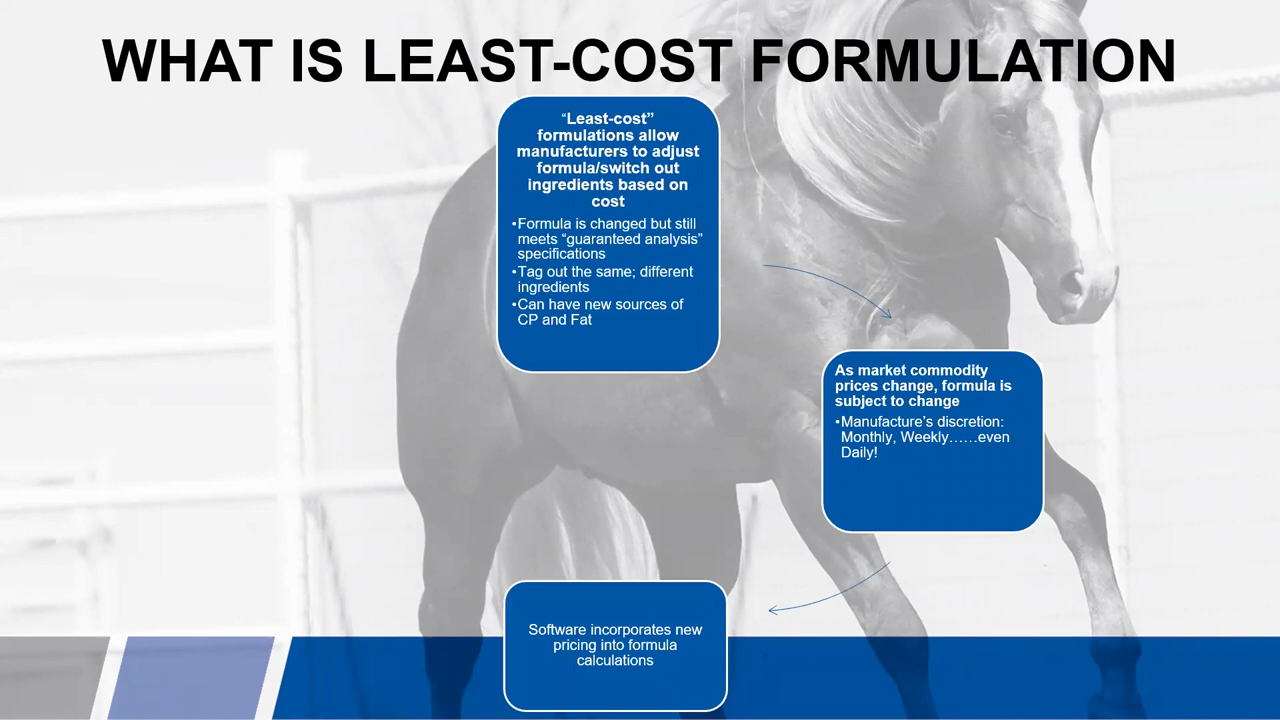 WHAT IS LEAST-COST FORMULATION
“Least-cost”
formulations allow
manufacturers to adjust
formula/switch out
ingredients based on
cost
•Formula is changed but still
meets “guaranteed analysis”
specifications
•Tag out the same; different
ingredients
•Can have new sources of
CP and Fat
As market commodity
prices change, formula is
subject to change
•Manufacture’s discretion:
Monthly, Weekly……even
Daily!
Software incorporates new
pricing into formula
calculations